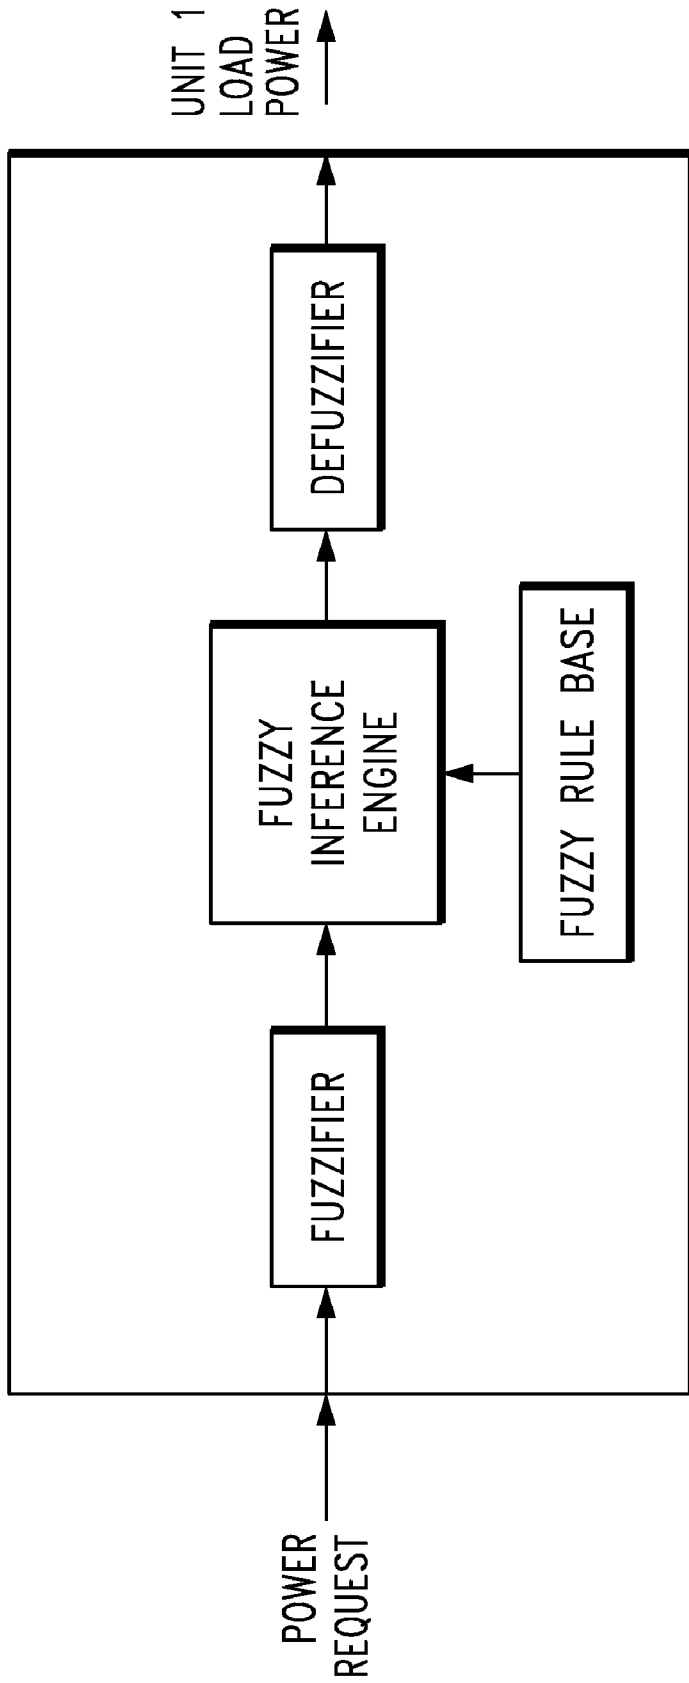 POWER
REQUEST
FUZZIFIER
FUZZY
INFERENCE
ENGINE
FUZZY RULE BASE
DEFUZZIFIER
UNIT 1
LOAD
POWER